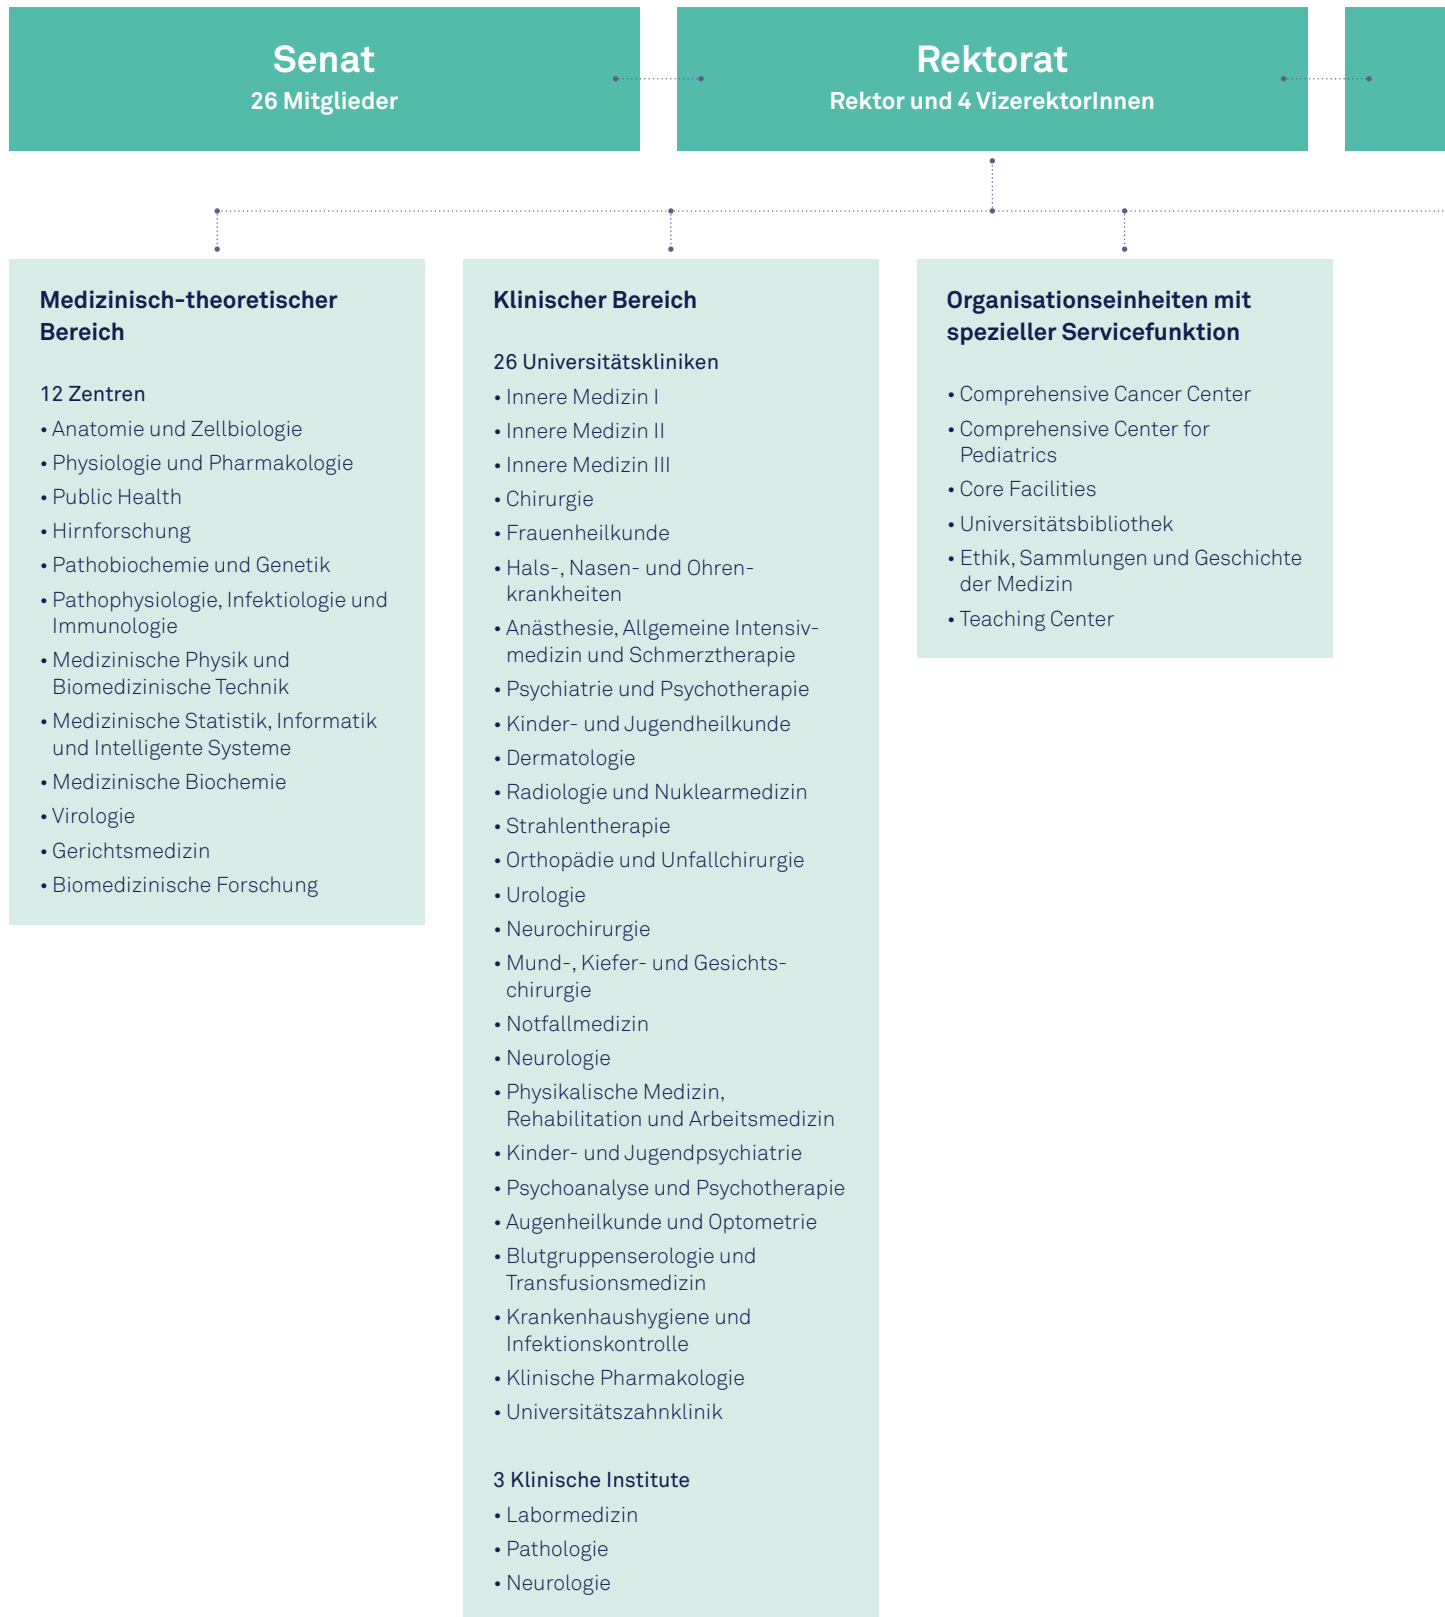 Senat
26 Mitglieder
Rektorat
Rektor und 4 VizerektorInnen
Medizinisch-theoretischer
Bereich
12 Zentren
• Anatomie und Zellbiologie
• Physiologie und Pharmakologie
• Public Health
• Hirnforschung
• Pathobiochemie und Genetik
• Pathophysiologie, Infektiologie und
Immunologie
• Medizinische Physik und
Biomedizinische Technik
• Medizinische Statistik, Informatik
und Intelligente Systeme
• Medizinische Biochemie
• Virologie
• Gerichtsmedizin
• Biomedizinische Forschung
Klinischer Bereich
26 Universitätskliniken
• Innere Medizin I
• Innere Medizin II
• Innere Medizin III
• Chirurgie
• Frauenheilkunde
• Hals-, Nasen- und Ohren-
krankheiten
• Anästhesie, Allgemeine Intensiv-
medizin und Schmerztherapie
• Psychiatrie und Psychotherapie
• Kinder- und Jugendheilkunde
• Dermatologie
• Radiologie und Nuklearmedizin
• Strahlentherapie
• Orthopädie und Unfallchirurgie
• Urologie
• Neurochirurgie
• Mund-, Kiefer- und Gesichts-
chirurgie
• Notfallmedizin
• Neurologie
• Physikalische Medizin,
Rehabilitation und Arbeitsmedizin
• Kinder- und Jugendpsychiatrie
• Psychoanalyse und Psychotherapie
• Augenheilkunde und Optometrie
• Blutgruppenserologie und
Transfusionsmedizin
• Krankenhaushygiene und
Infektionskontrolle
• Klinische Pharmakologie
• Universitätszahnklinik
3 Klinische Institute
• Labormedizin
• Pathologie
• Neurologie
Organisationseinheiten mit
spezieller Servicefunktion
• Comprehensive Cancer Center
• Comprehensive Center for
Pediatrics
• Core Facilities
• Universitätsbibliothek
• Ethik, Sammlungen und Geschichte
der Medizin
• Teaching Center